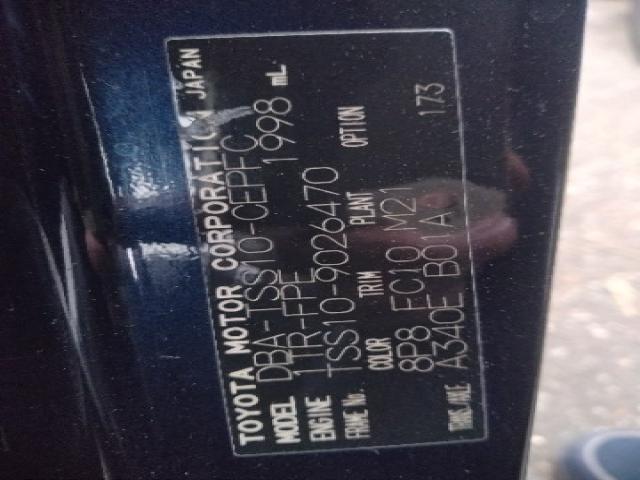 TOYOTA MOTOR CORPORATION JAPAN
MODEL DBA-TSS10-CEPFC
ENGINE 1TR-FPE 1998 mL
FRAME No. TSS10-9026470
COLOR TRIM PLANT OPTION
8P8 FC10 M21
TRANS/AXLE A340E B01A 173